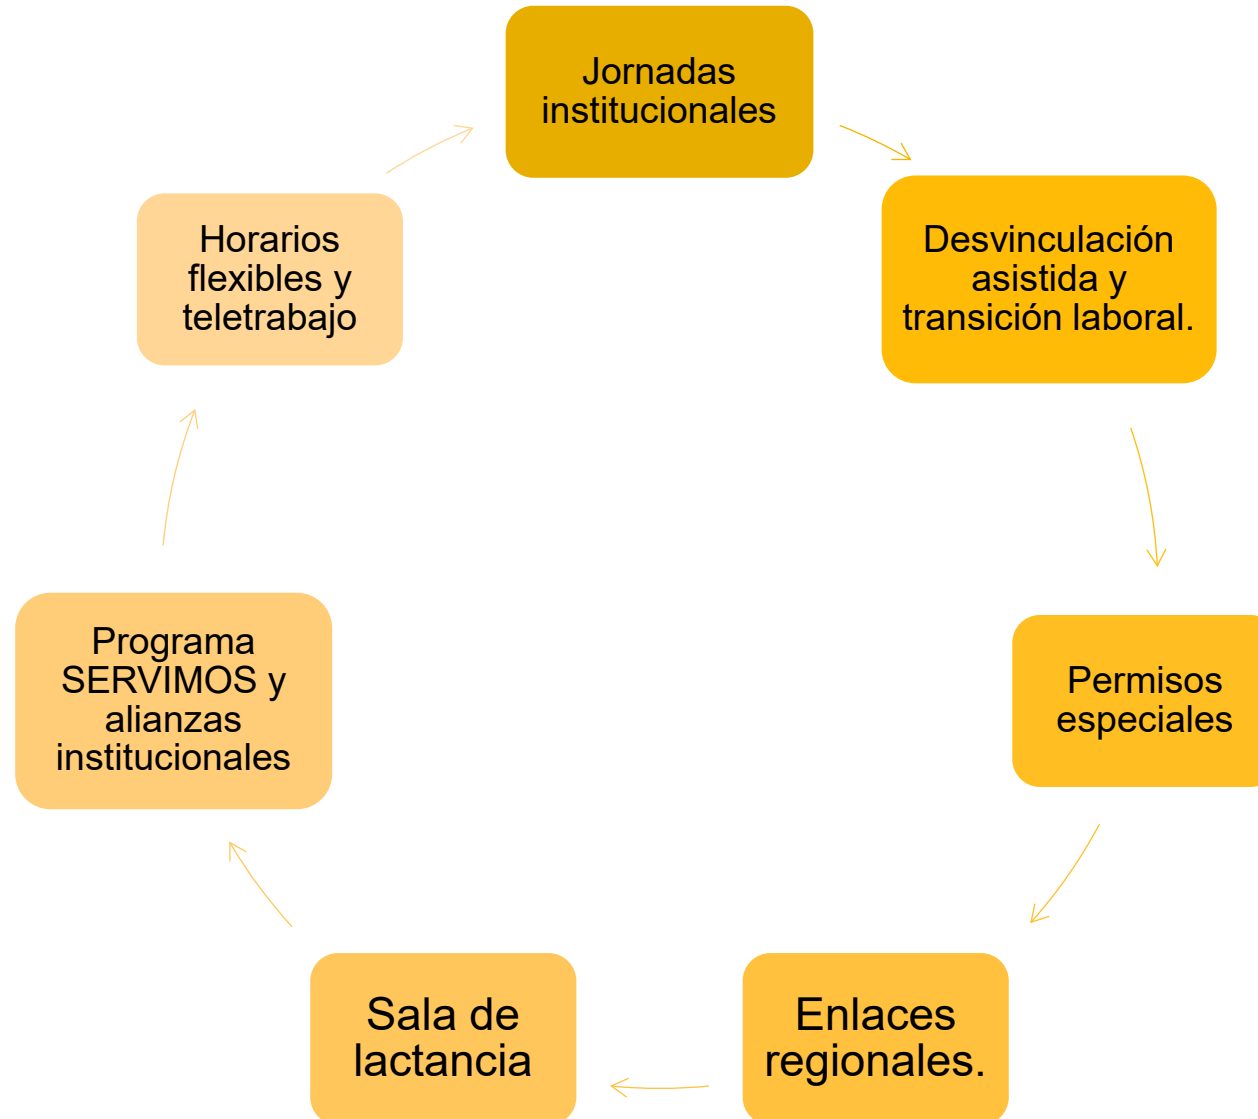 Jornadas
institucionales
Desvinculación
asistida y
transición laboral.
Permisos
especiales
Enlaces
regionales.
Sala de
lactancia
Programa
SERVIMOS y
alianzas
institucionales
Horarios
flexibles y
teletrabajo